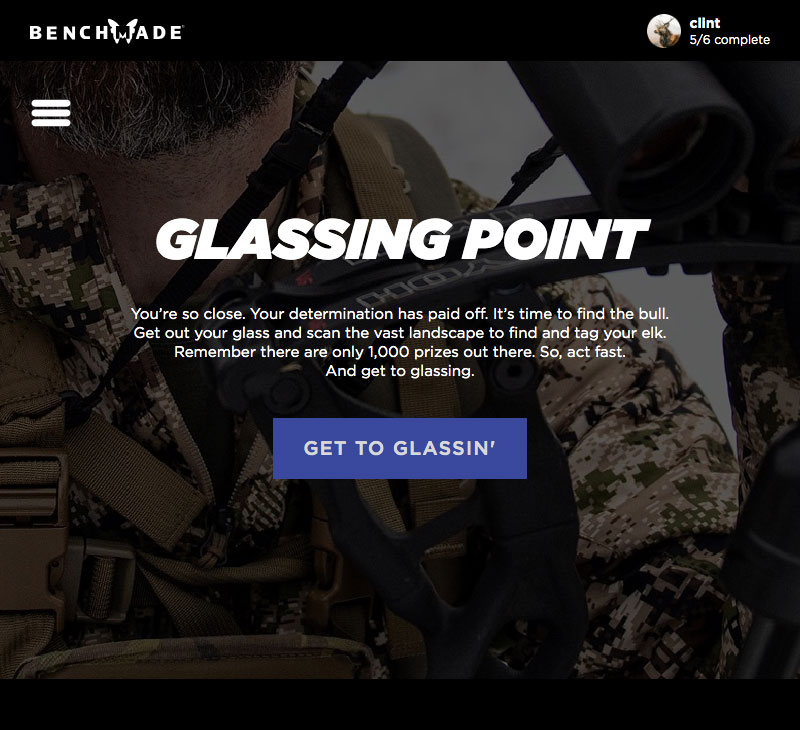 BENCHMADE
clint
5/6 complete
GLASSING POINT
You’re so close. Your determination has paid off. It’s time to find the bull.
Get out your glass and scan the vast landscape to find and tag your elk.
Remember there are only 1,000 prizes out there. So, act fast.
And get to glassing.
GET TO GLASSIN'